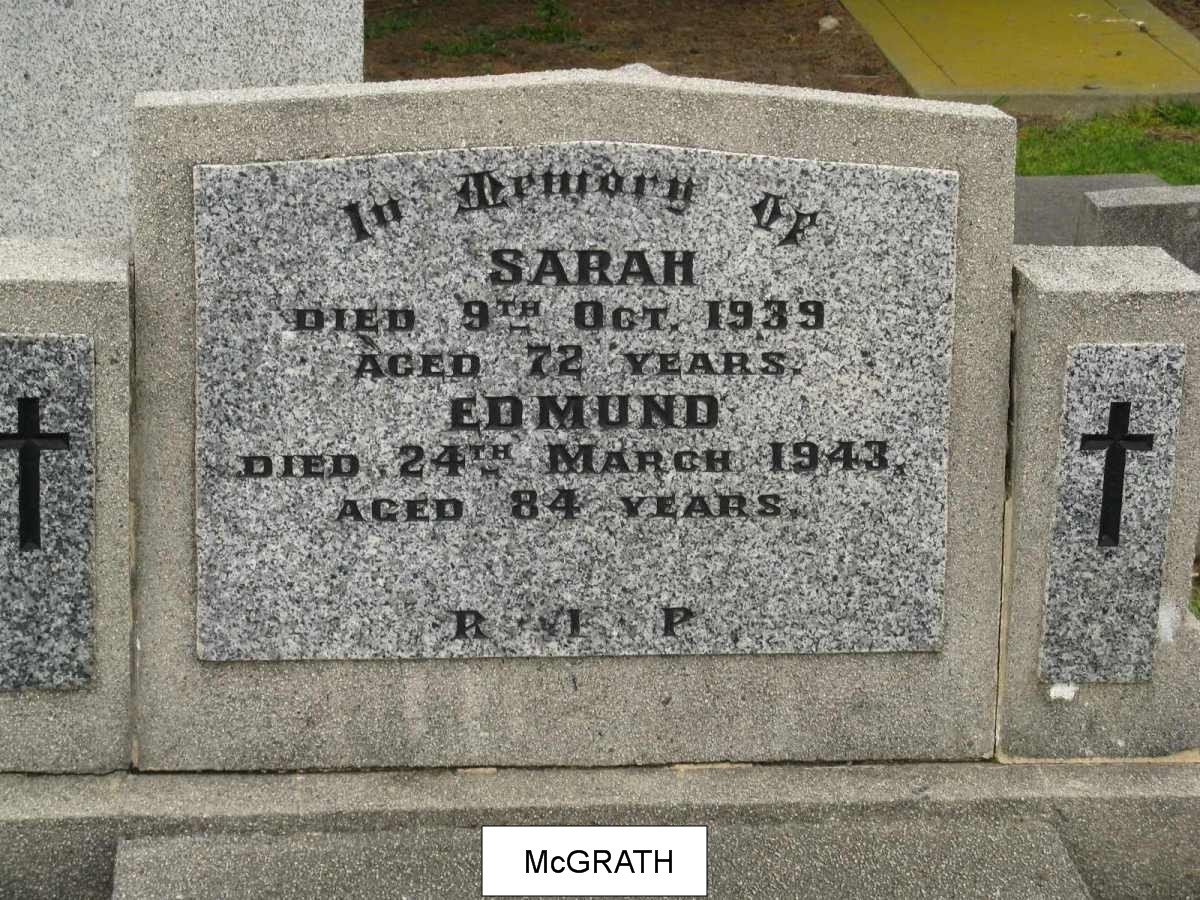 In Memory Of
SARAH
DIED 9TH OCT. 1939
AGED 72 YEARS.
EDMUND
DIED 24TH MARCH 1943.
AGED 84 YEARS.
R I P
McGRATH